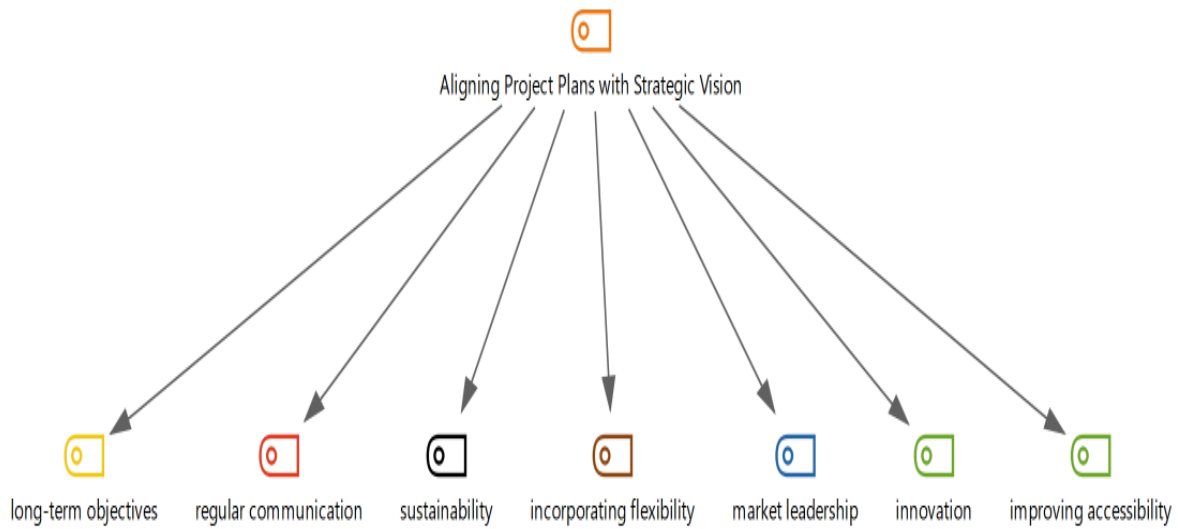 Aligning Project Plans with Strategic Vision
long-term objectives
regular communication
sustainability
incorporating flexibility
market leadership
innovation
improving accessibility